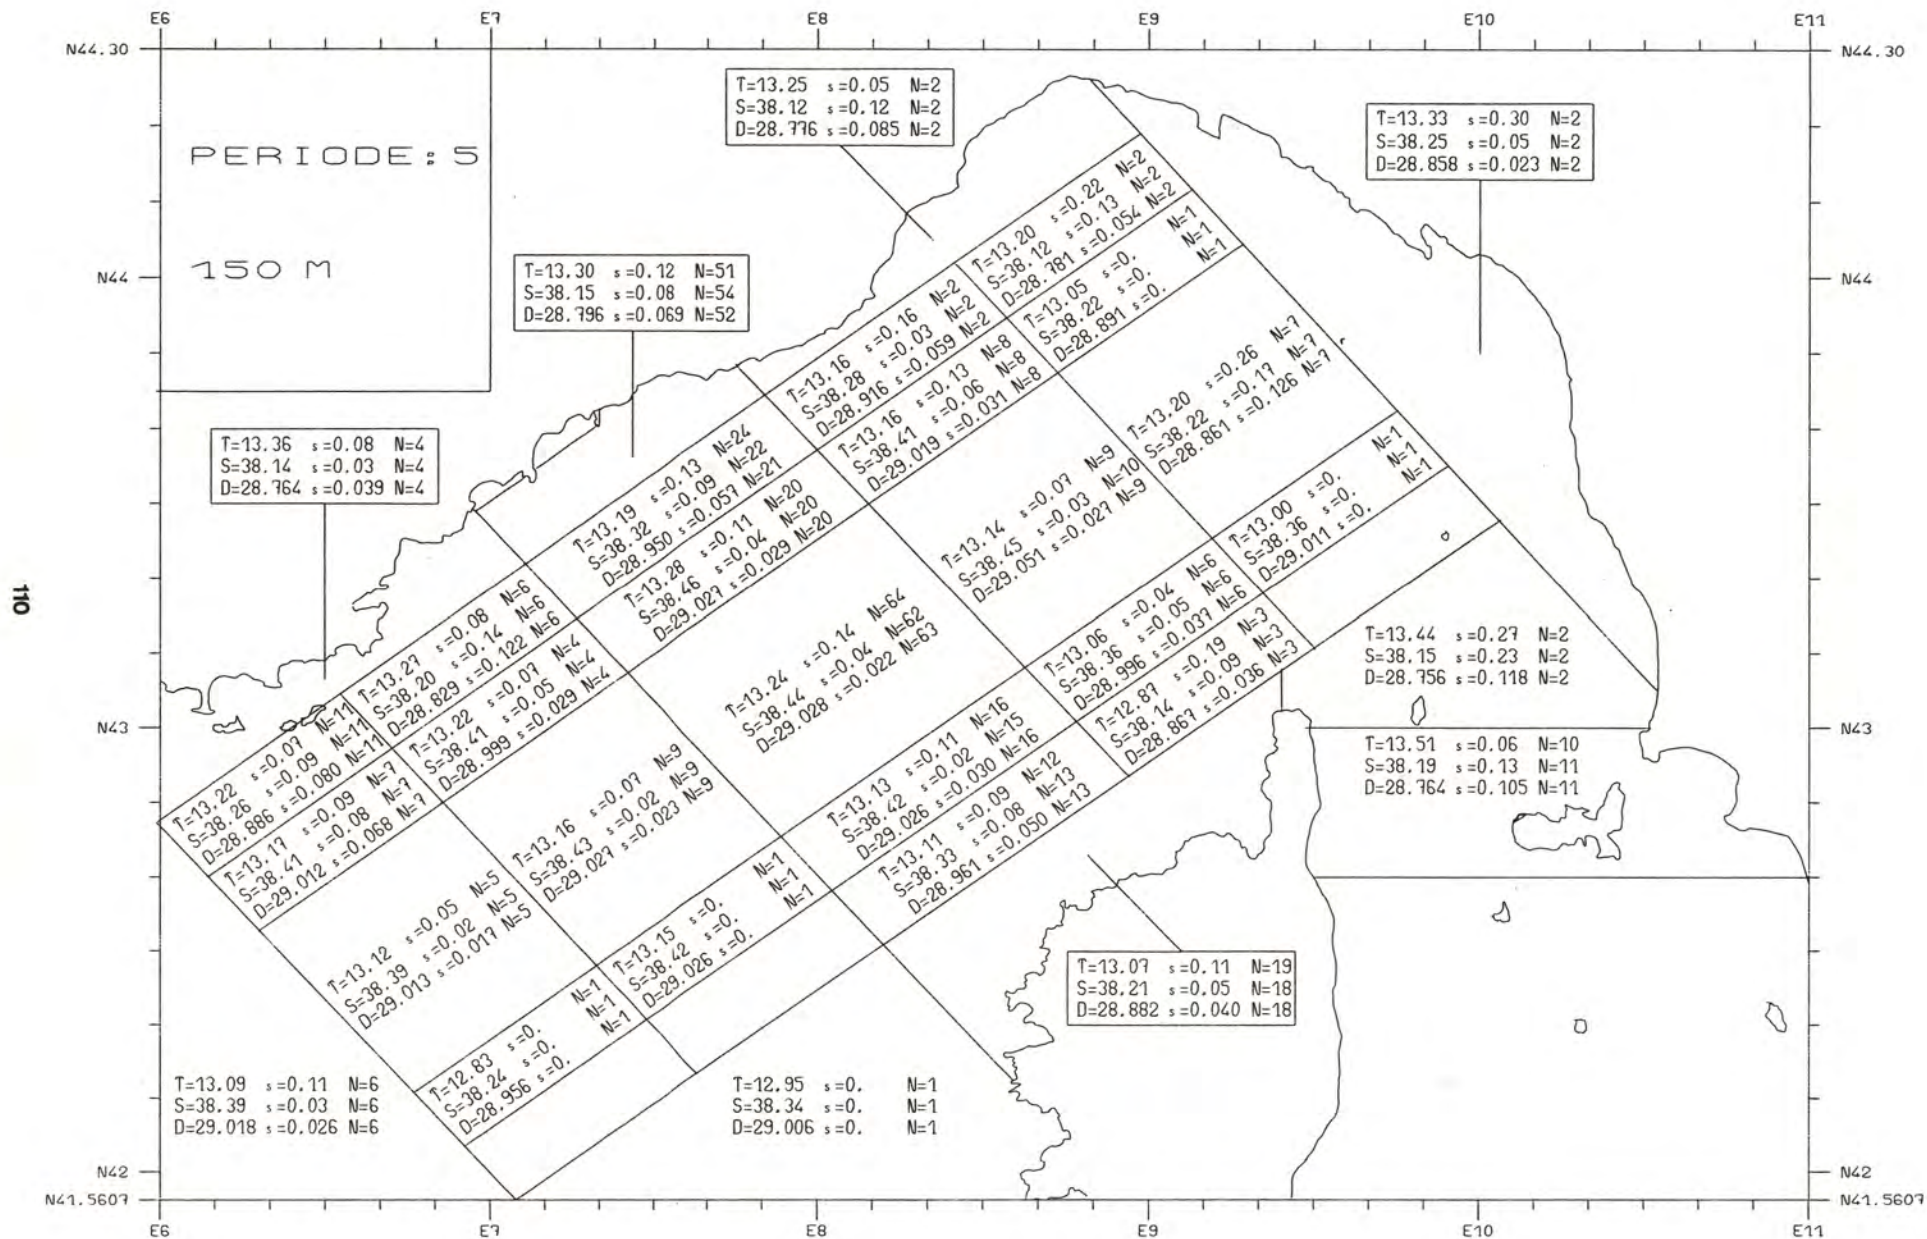 E6 E7 E8 E9 E10 E11
N44.30 N44.30
PERIODE: 5
150 M
T=13.25 s=0.05 N=2
S=38.12 s=0.12 N=2
D=28.776 s=0.085 N=2
T=13.33 s=0.30 N=2
S=38.25 s=0.05 N=2
D=28.858 s=0.023 N=2
T=13.30 s=0.12 N=51
S=38.15 s=0.08 N=54
D=28.796 s=0.069 N=52
N44 N44
T=13.20 s=0.22 N=2
S=38.12 s=0.13 N=2
D=28.781 s=0.054 N=2
T=13.05 s=0. N=1
S=38.22 s=0. N=1
D=28.891 s=0. N=1
T=13.16 s=0.16 N=2
S=38.28 s=0.03 N=2
D=28.916 s=0.059 N=2
T=13.16 s=0.13 N=8
S=38.41 s=0.06 N=8
D=29.019 s=0.031 N=8
T=13.20 s=0.26 N=7
S=38.22 s=0.17 N=7
D=28.861 s=0.126 N=7
T=13.36 s=0.08 N=4
S=38.14 s=0.03 N=4
D=28.764 s=0.039 N=4
T=13.19 s=0.13 N=24
S=38.32 s=0.09 N=22
D=28.950 s=0.057 N=21
T=13.28 s=0.11 N=20
S=38.46 s=0.04 N=20
D=29.027 s=0.029 N=20
T=13.14 s=0.07 N=9
S=38.45 s=0.03 N=10
D=29.051 s=0.027 N=9
T=13.00 s=0. N=1
S=38.36 s=0. N=1
D=29.011 s=0. N=1
110
T=13.27 s=0.08 N=6
S=38.20 s=0.14 N=6
D=28.829 s=0.122 N=6
T=13.22 s=0.07 N=4
S=38.41 s=0.05 N=4
D=28.999 s=0.029 N=4
T=13.24 s=0.14 N=64
S=38.44 s=0.04 N=62
D=29.028 s=0.022 N=63
T=13.06 s=0.04 N=6
S=38.36 s=0.05 N=6
D=28.996 s=0.037 N=6
T=12.87 s=0.19 N=3
S=38.14 s=0.09 N=3
D=28.867 s=0.036 N=3
T=13.44 s=0.27 N=2
S=38.15 s=0.23 N=2
D=28.756 s=0.118 N=2
N43 N43
T=13.51 s=0.06 N=10
S=38.19 s=0.13 N=11
D=28.764 s=0.105 N=11
T=13.22 s=0.07 N=11
S=38.26 s=0.09 N=11
D=28.886 s=0.080 N=11
T=13.17 s=0.09 N=7
S=38.41 s=0.08 N=7
D=29.012 s=0.068 N=7
T=13.16 s=0.07 N=9
S=38.43 s=0.02 N=9
D=29.027 s=0.023 N=9
T=13.13 s=0.11 N=16
S=38.42 s=0.02 N=15
D=29.026 s=0.030 N=16
T=13.11 s=0.09 N=12
S=38.33 s=0.08 N=13
D=28.961 s=0.050 N=13
T=13.12 s=0.05 N=5
S=38.39 s=0.02 N=5
D=29.013 s=0.017 N=5
T=13.15 s=0. N=1
S=38.42 s=0. N=1
D=29.026 s=0. N=1
T=13.07 s=0.11 N=19
S=38.21 s=0.05 N=18
D=28.882 s=0.040 N=18
T=12.83 s=0. N=1
S=38.24 s=0. N=1
D=28.956 s=0. N=1
T=13.09 s=0.11 N=6
S=38.39 s=0.03 N=6
D=29.018 s=0.026 N=6
T=12.95 s=0. N=1
S=38.34 s=0. N=1
D=29.006 s=0. N=1
N42 N42
N41.5607 N41.5607
E6 E7 E8 E9 E10 E11